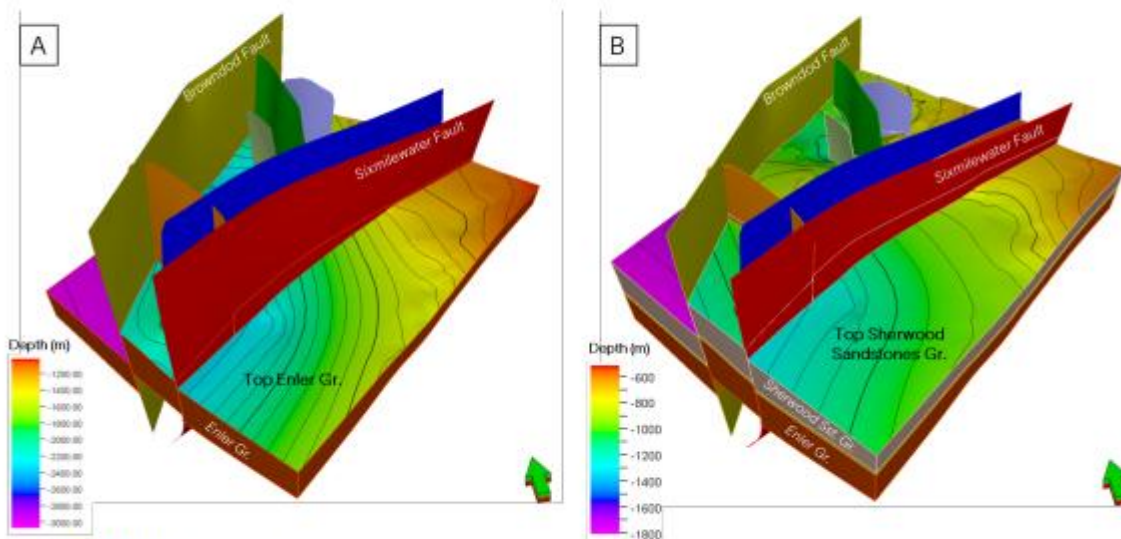 A
Browndod Fault
Sixmilewater Fault
Depth (m)
-1200.00
-1400.00
-1600.00
-1800.00
-2000.00
-2200.00
-2400.00
-2600.00
-2800.00
-3000.00
Top Enler Gr.
Enler Gr.
B
Browndod Fault
Sixmilewater Fault
Depth (m)
-600
-800
-1000
-1200
-1400
-1600
-1800
Top Sherwood
Sandstones Gr.
Sherwood Sst. Gr.
Enler Gr.